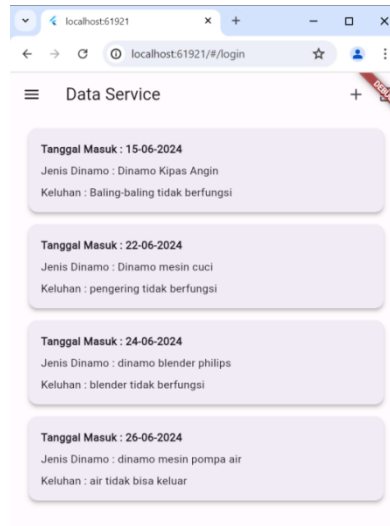 localhost:61921
localhost:61921/#/login
Data Service
DEBUG
Tanggal Masuk : 15-06-2024
Jenis Dinamo : Dinamo Kipas Angin
Keluhan : Baling-baling tidak berfungsi
Tanggal Masuk : 22-06-2024
Jenis Dinamo : Dinamo mesin cuci
Keluhan : pengering tidak berfungsi
Tanggal Masuk : 24-06-2024
Jenis Dinamo : dinamo blender philips
Keluhan : blender tidak berfungsi
Tanggal Masuk : 26-06-2024
Jenis Dinamo : dinamo mesin pompa air
Keluhan : air tidak bisa keluar